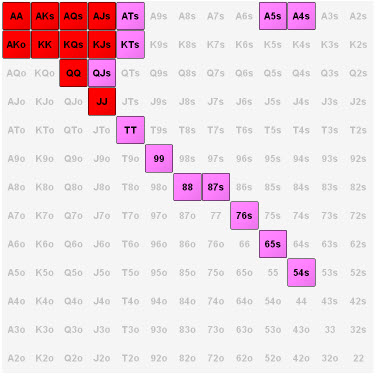 AA AKs AQs AJs ATs A9s A8s A7s A6s A5s A4s A3s A2s
AKo KK KQs KJs KTs K9s K8s K7s K6s K5s K4s K3s K2s
AQo KQo QQ QJs QTs Q9s Q8s Q7s Q6s Q5s Q4s Q3s Q2s
AJo KJo QJo JJ JTs J9s J8s J7s J6s J5s J4s J3s J2s
ATo KTo QTo JTo TT T9s T8s T7s T6s T5s T4s T3s T2s
A9o K9o Q9o J9o T9o 99 98s 97s 96s 95s 94s 93s 92s
A8o K8o Q8o J8o T8o 98o 88 87s 86s 85s 84s 83s 82s
A7o K7o Q7o J7o T7o 97o 87o 77 76s 75s 74s 73s 72s
A6o K6o Q6o J6o T6o 96o 86o 76o 66 65s 64s 63s 62s
A5o K5o Q5o J5o T5o 95o 85o 75o 65o 55 54s 53s 52s
A4o K4o Q4o J4o T4o 94o 84o 74o 64o 54o 44 43s 42s
A3o K3o Q3o J3o T3o 93o 83o 73o 63o 53o 43o 33 32s
A2o K2o Q2o J2o T2o 92o 82o 72o 62o 52o 42o 32o 22